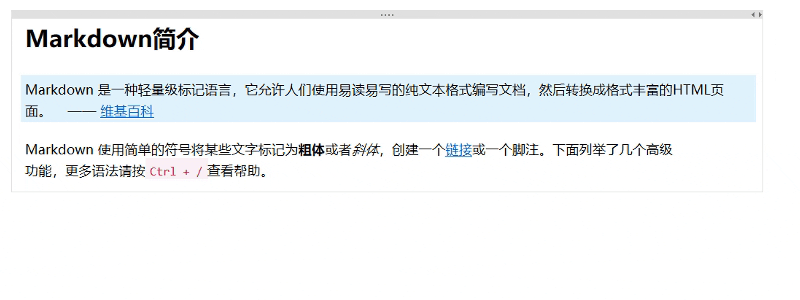 Markdown简介
Markdown 是一种轻量级标记语言，它允许人们使用易读易写的纯文本格式编写文档，然后转换成格式丰富的HTML页
面。 —— 维基百科
Markdown 使用简单的符号将某些文字标记为粗体或者斜体，创建一个链接或一个脚注。下面列举了几个高级
功能，更多语法请按 Ctrl + / 查看帮助。